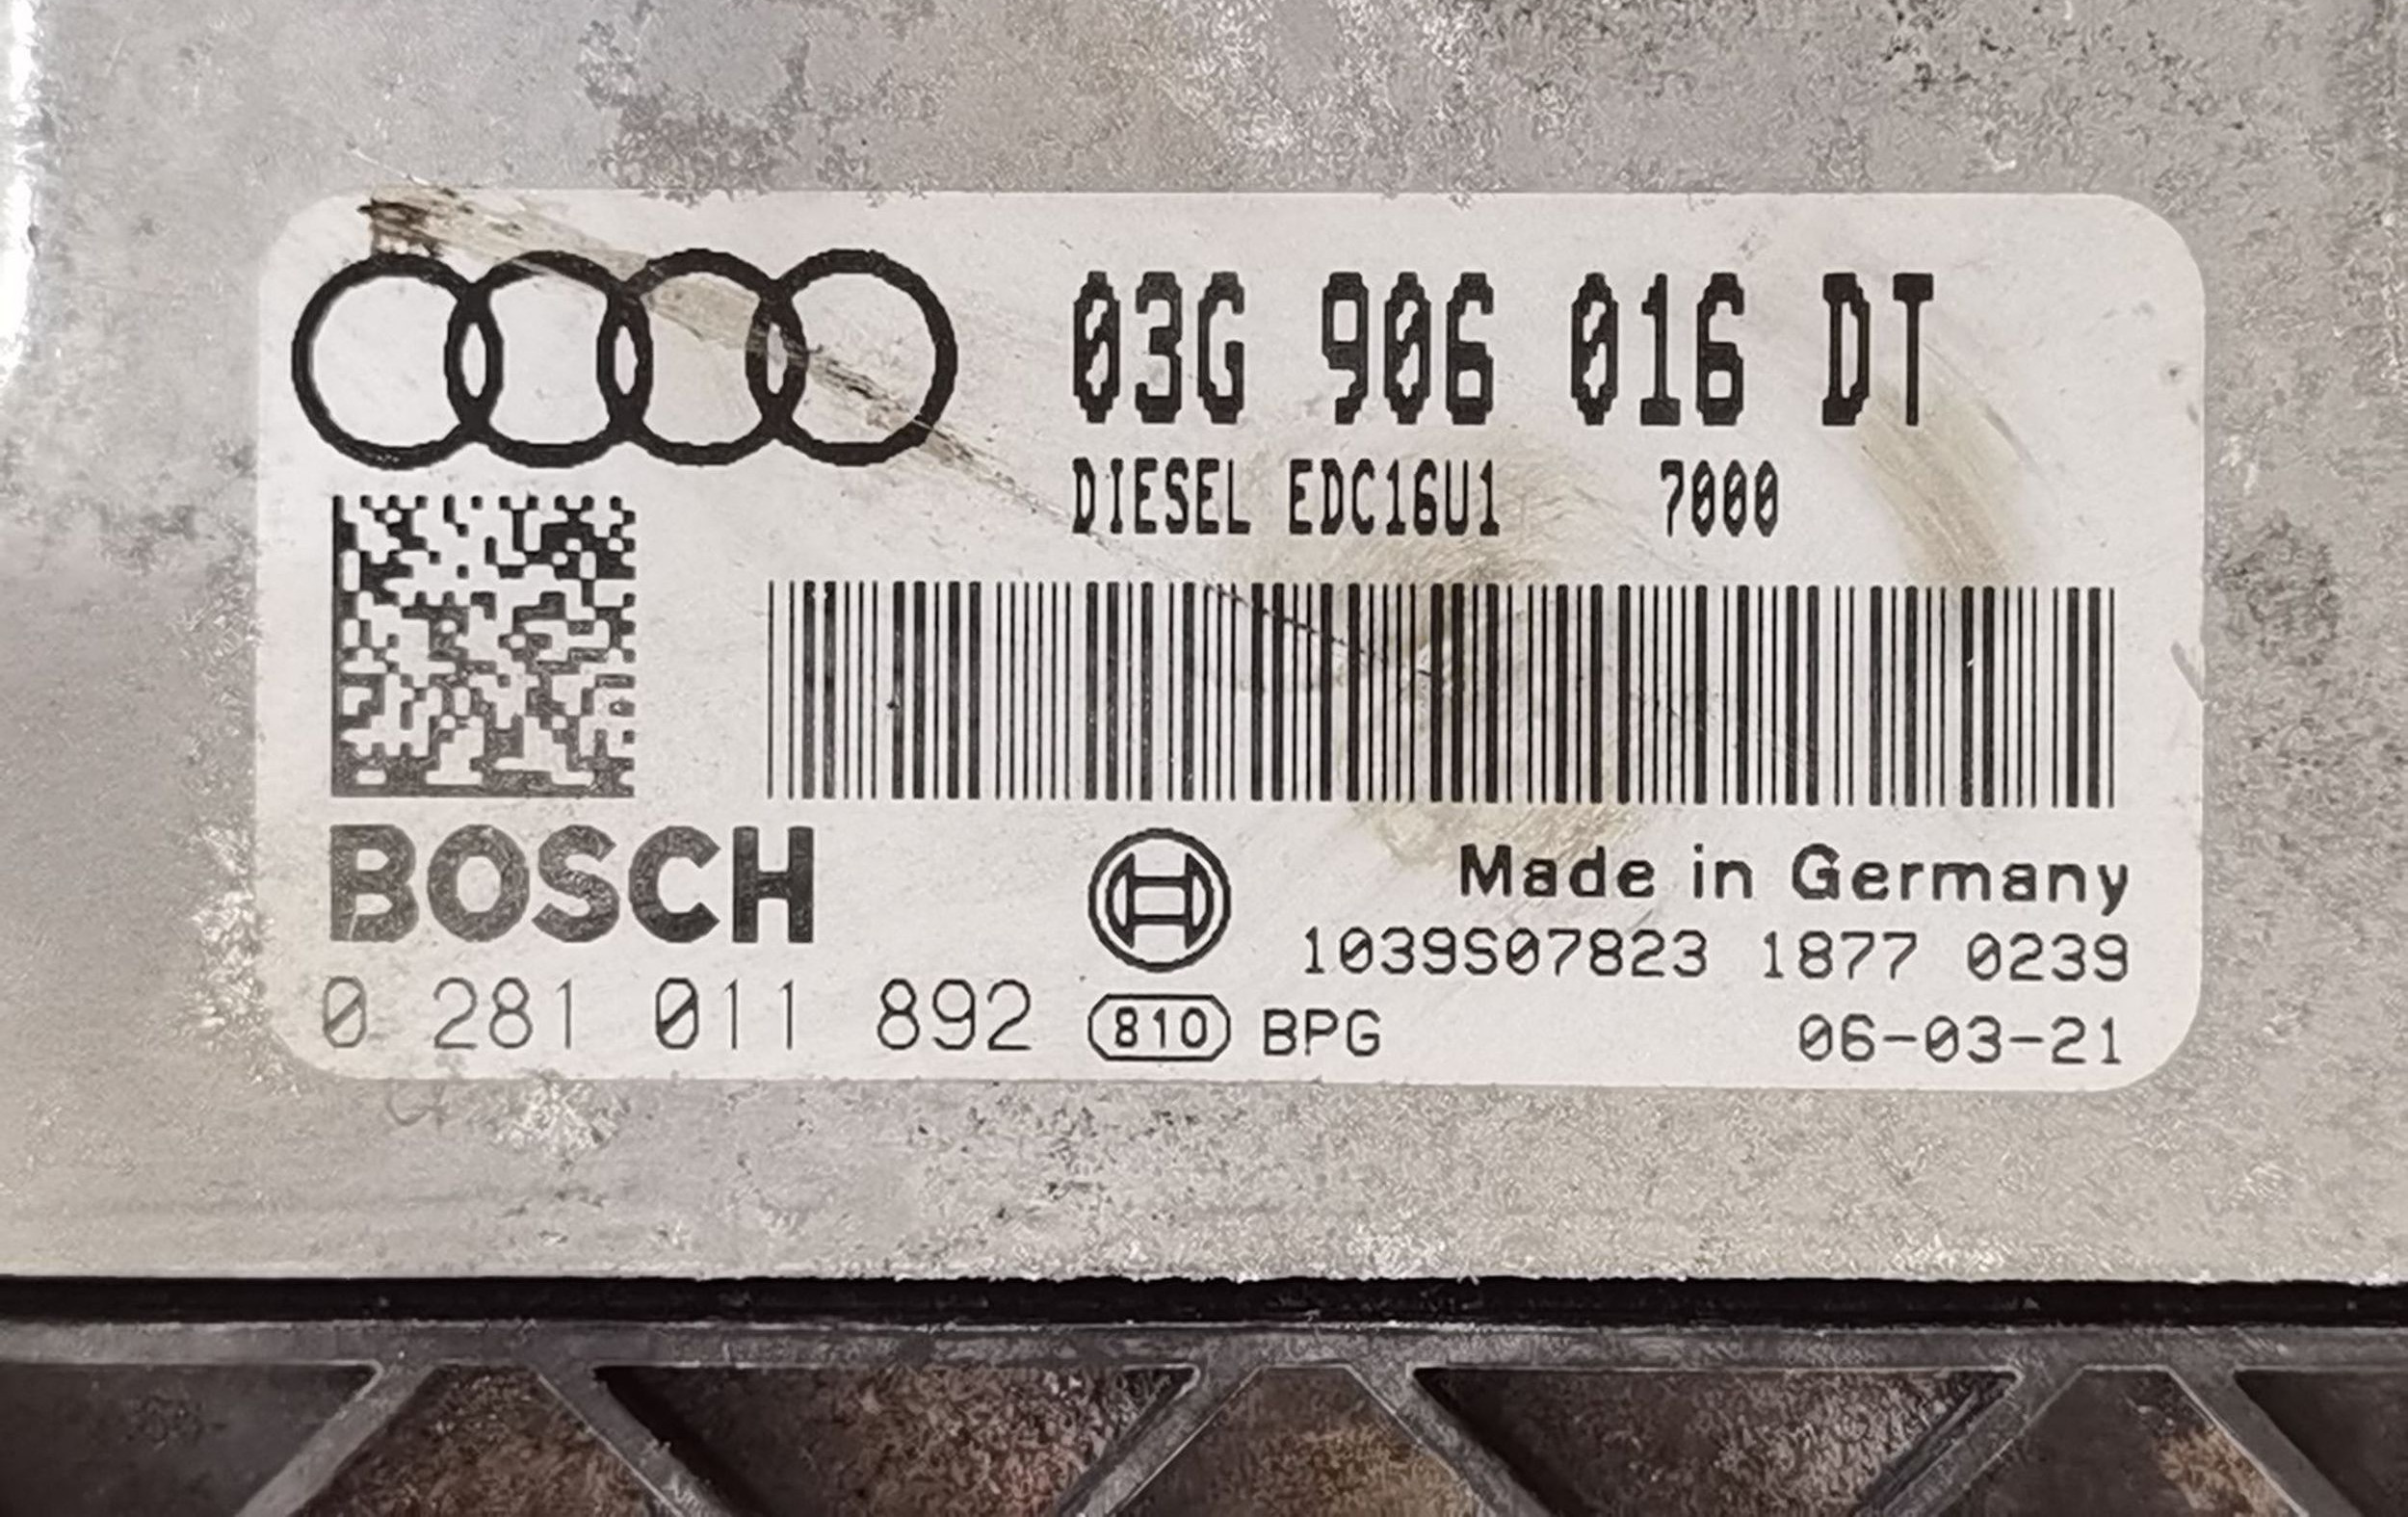 03G 906 016 DT
DIESEL EDC16U1 7000
BOSCH
Made in Germany
1039S07823 1877 0239
0 281 011 892 810 BPG 06-03-21